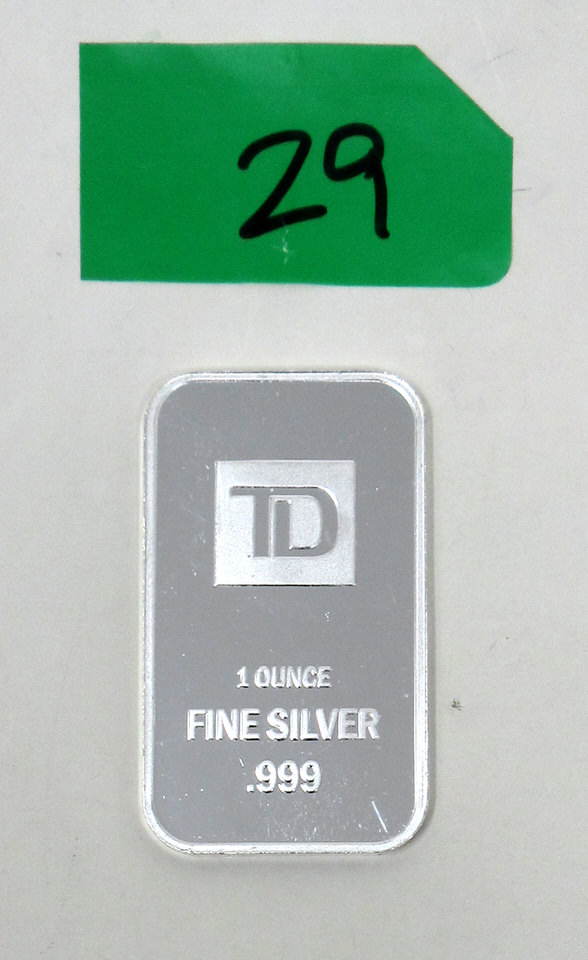 29
TD
1 OUNCE
FINE SILVER
.999